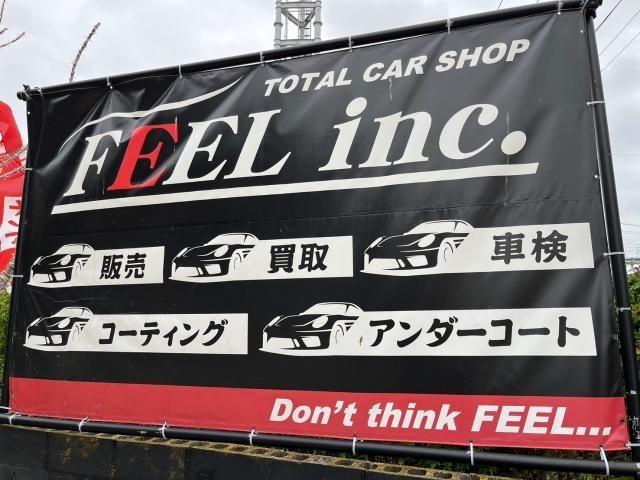 TOTAL CAR SHOP
FEEL inc.
販売
買取
車検
コーティング
アンダーコート
Don't think FEEL...